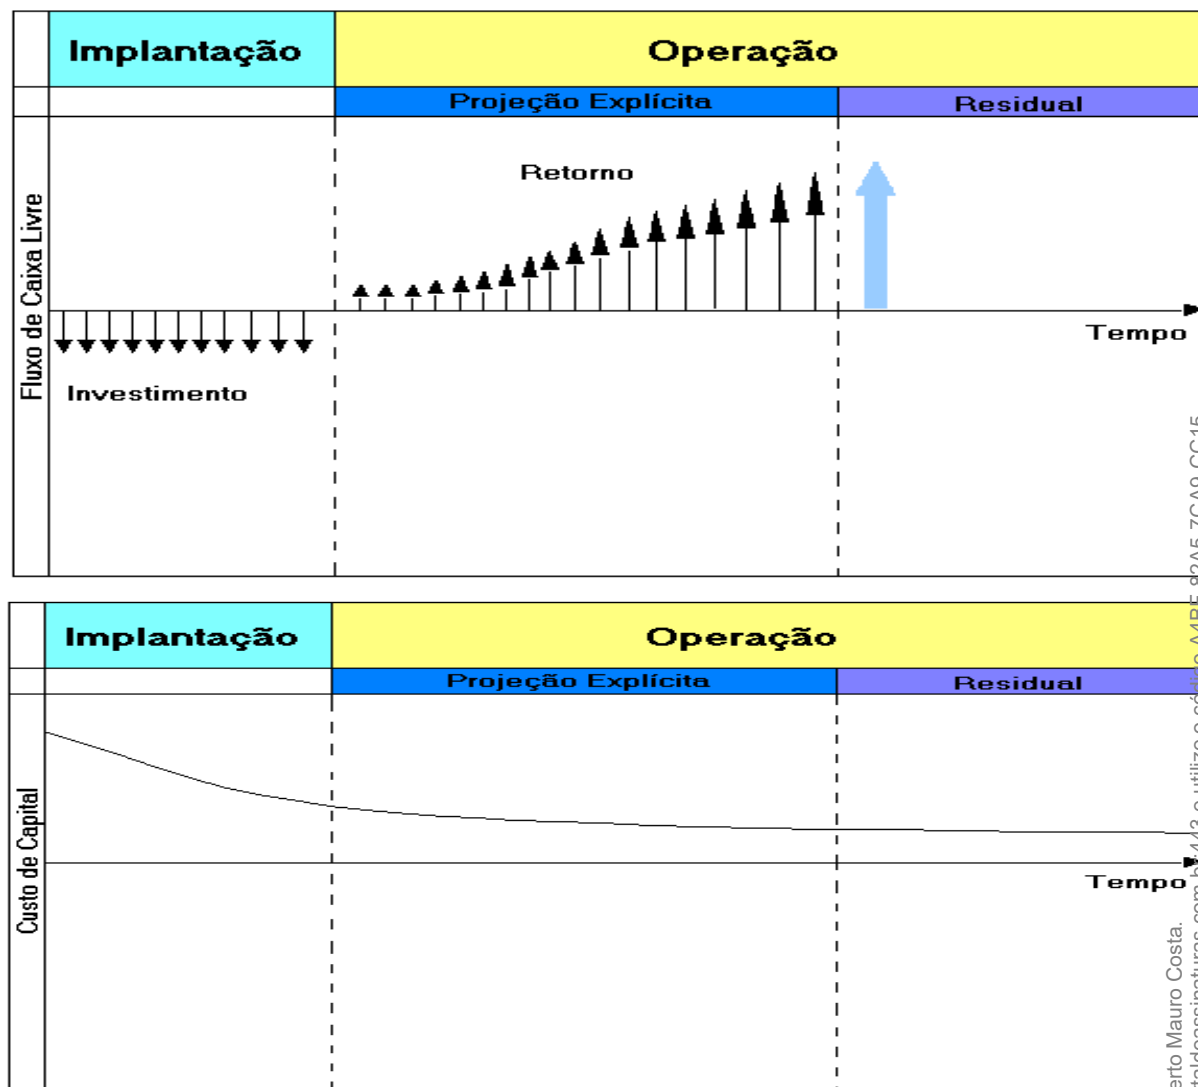 Implantação
Operação
Projeção Explícita
Residual
Fluxo de Caixa Livre
Retorno
Tempo
Investimento
Implantação
Operação
Projeção Explícita
Residual
Custo de Capital
Tempo
erto Mauro Costa.